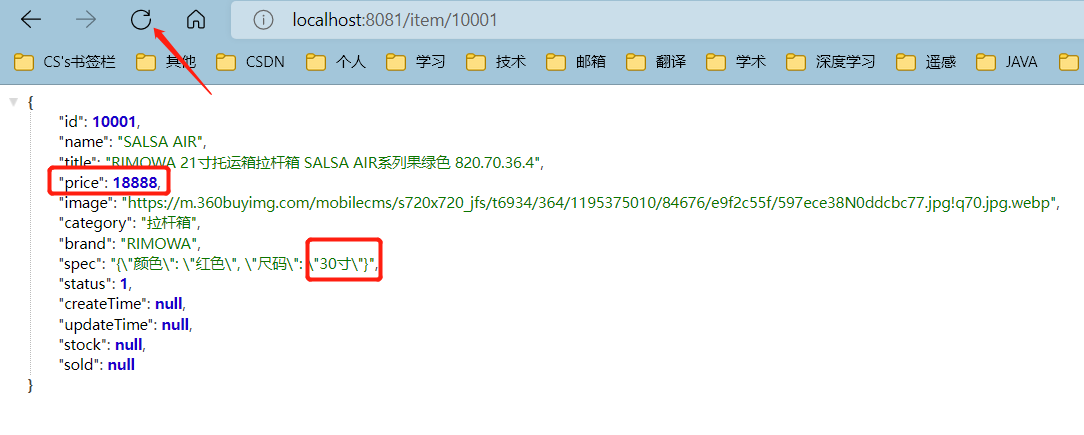 localhost:8081/item/10001
CS's书签栏 其他 CSDN 个人 学习 技术 邮箱 翻译 学术 深度学习 遥感 JAVA
{
"id": 10001,
"name": "SALSA AIR",
"title": "RIMOWA 21寸托运箱拉杆箱 SALSA AIR系列果绿色 820.70.36.4",
"price": 18888,
"image": "https://m.360buyimg.com/mobilecms/s720x720_jfs/t6934/364/1195375010/84676/e9f2c55f/597ece38N0ddcbc77.jpg!q70.jpg.webp",
"category": "拉杆箱",
"brand": "RIMOWA",
"spec": "{\"颜色\": \"红色\", \"尺码\": \"30寸\"}",
"status": 1,
"createTime": null,
"updateTime": null,
"stock": null,
"sold": null
}